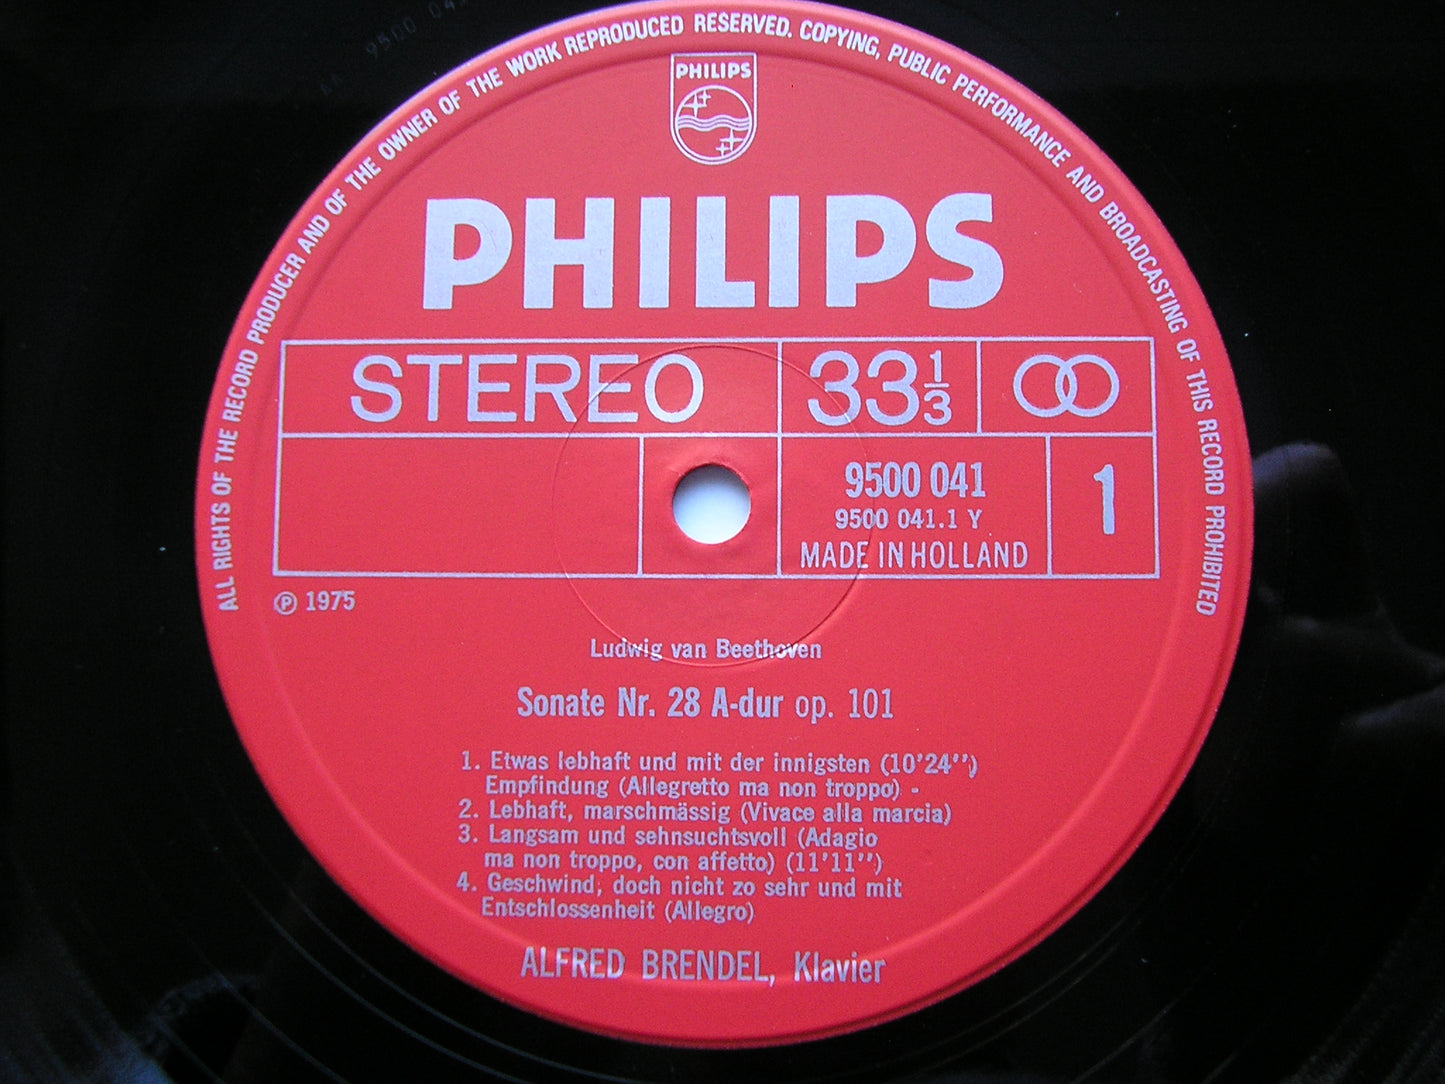 ALL RIGHTS OF THE RECORD PRODUCER AND OF THE OWNER OF THE WORK REPRODUCED RESERVED. COPYING, PUBLIC PERFORMANCE AND BROADCASTING OF THIS RECORD PROHIBITED
PHILIPS
PHILIPS
STEREO
33 1/3
9500 041
9500 041.1 Y
MADE IN HOLLAND
1
℗ 1975
Ludwig van Beethoven
Sonate Nr. 28 A-dur op. 101
1. Etwas lebhaft und mit der innigsten (10'24'')
Empfindung (Allegretto ma non troppo) -
2. Lebhaft, marschmässig (Vivace alla marcia)
3. Langsam und sehnsuchtsvoll (Adagio
ma non troppo, con affetto) (11'11'')
4. Geschwind, doch nicht zo sehr und mit
Entschlossenheit (Allegro)
ALFRED BRENDEL, Klavier